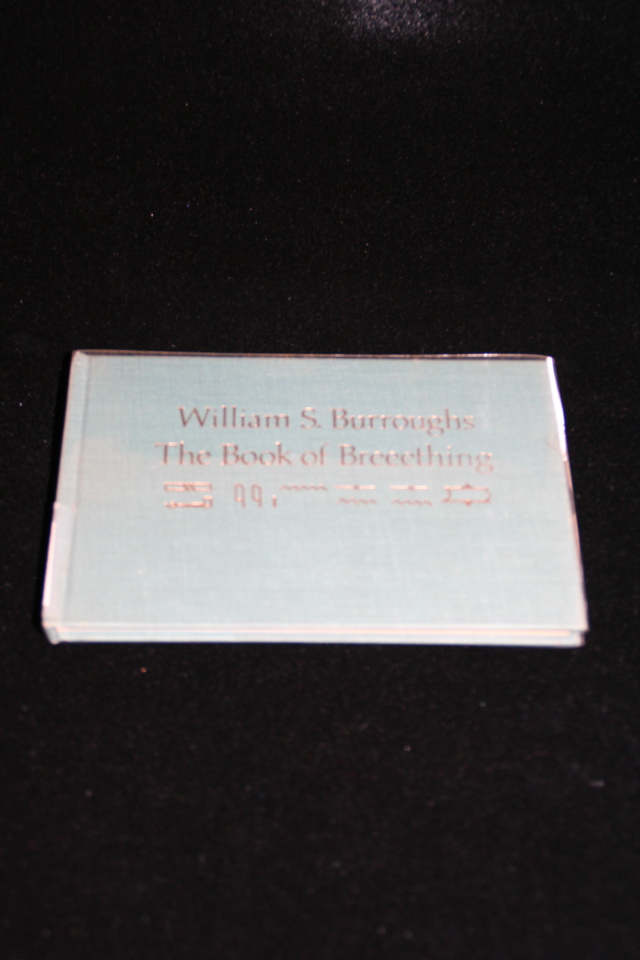 William S. Burroughs
The Book of Breeething